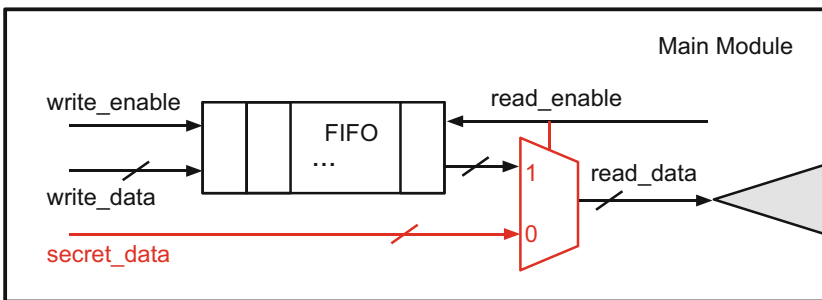 Main Module
write_enable
read_enable
FIFO
...
1
read_data
write_data
0
secret_data